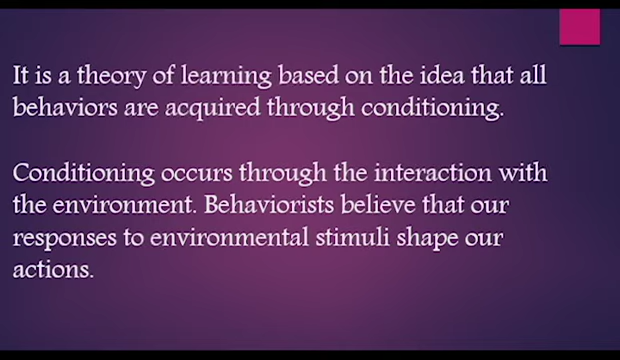 It is a theory of learning based on the idea that all
behaviors are acquired through conditioning.
Conditioning occurs through the interaction with
the environment. Behaviorists believe that our
responses to environmental stimuli shape our
actions.